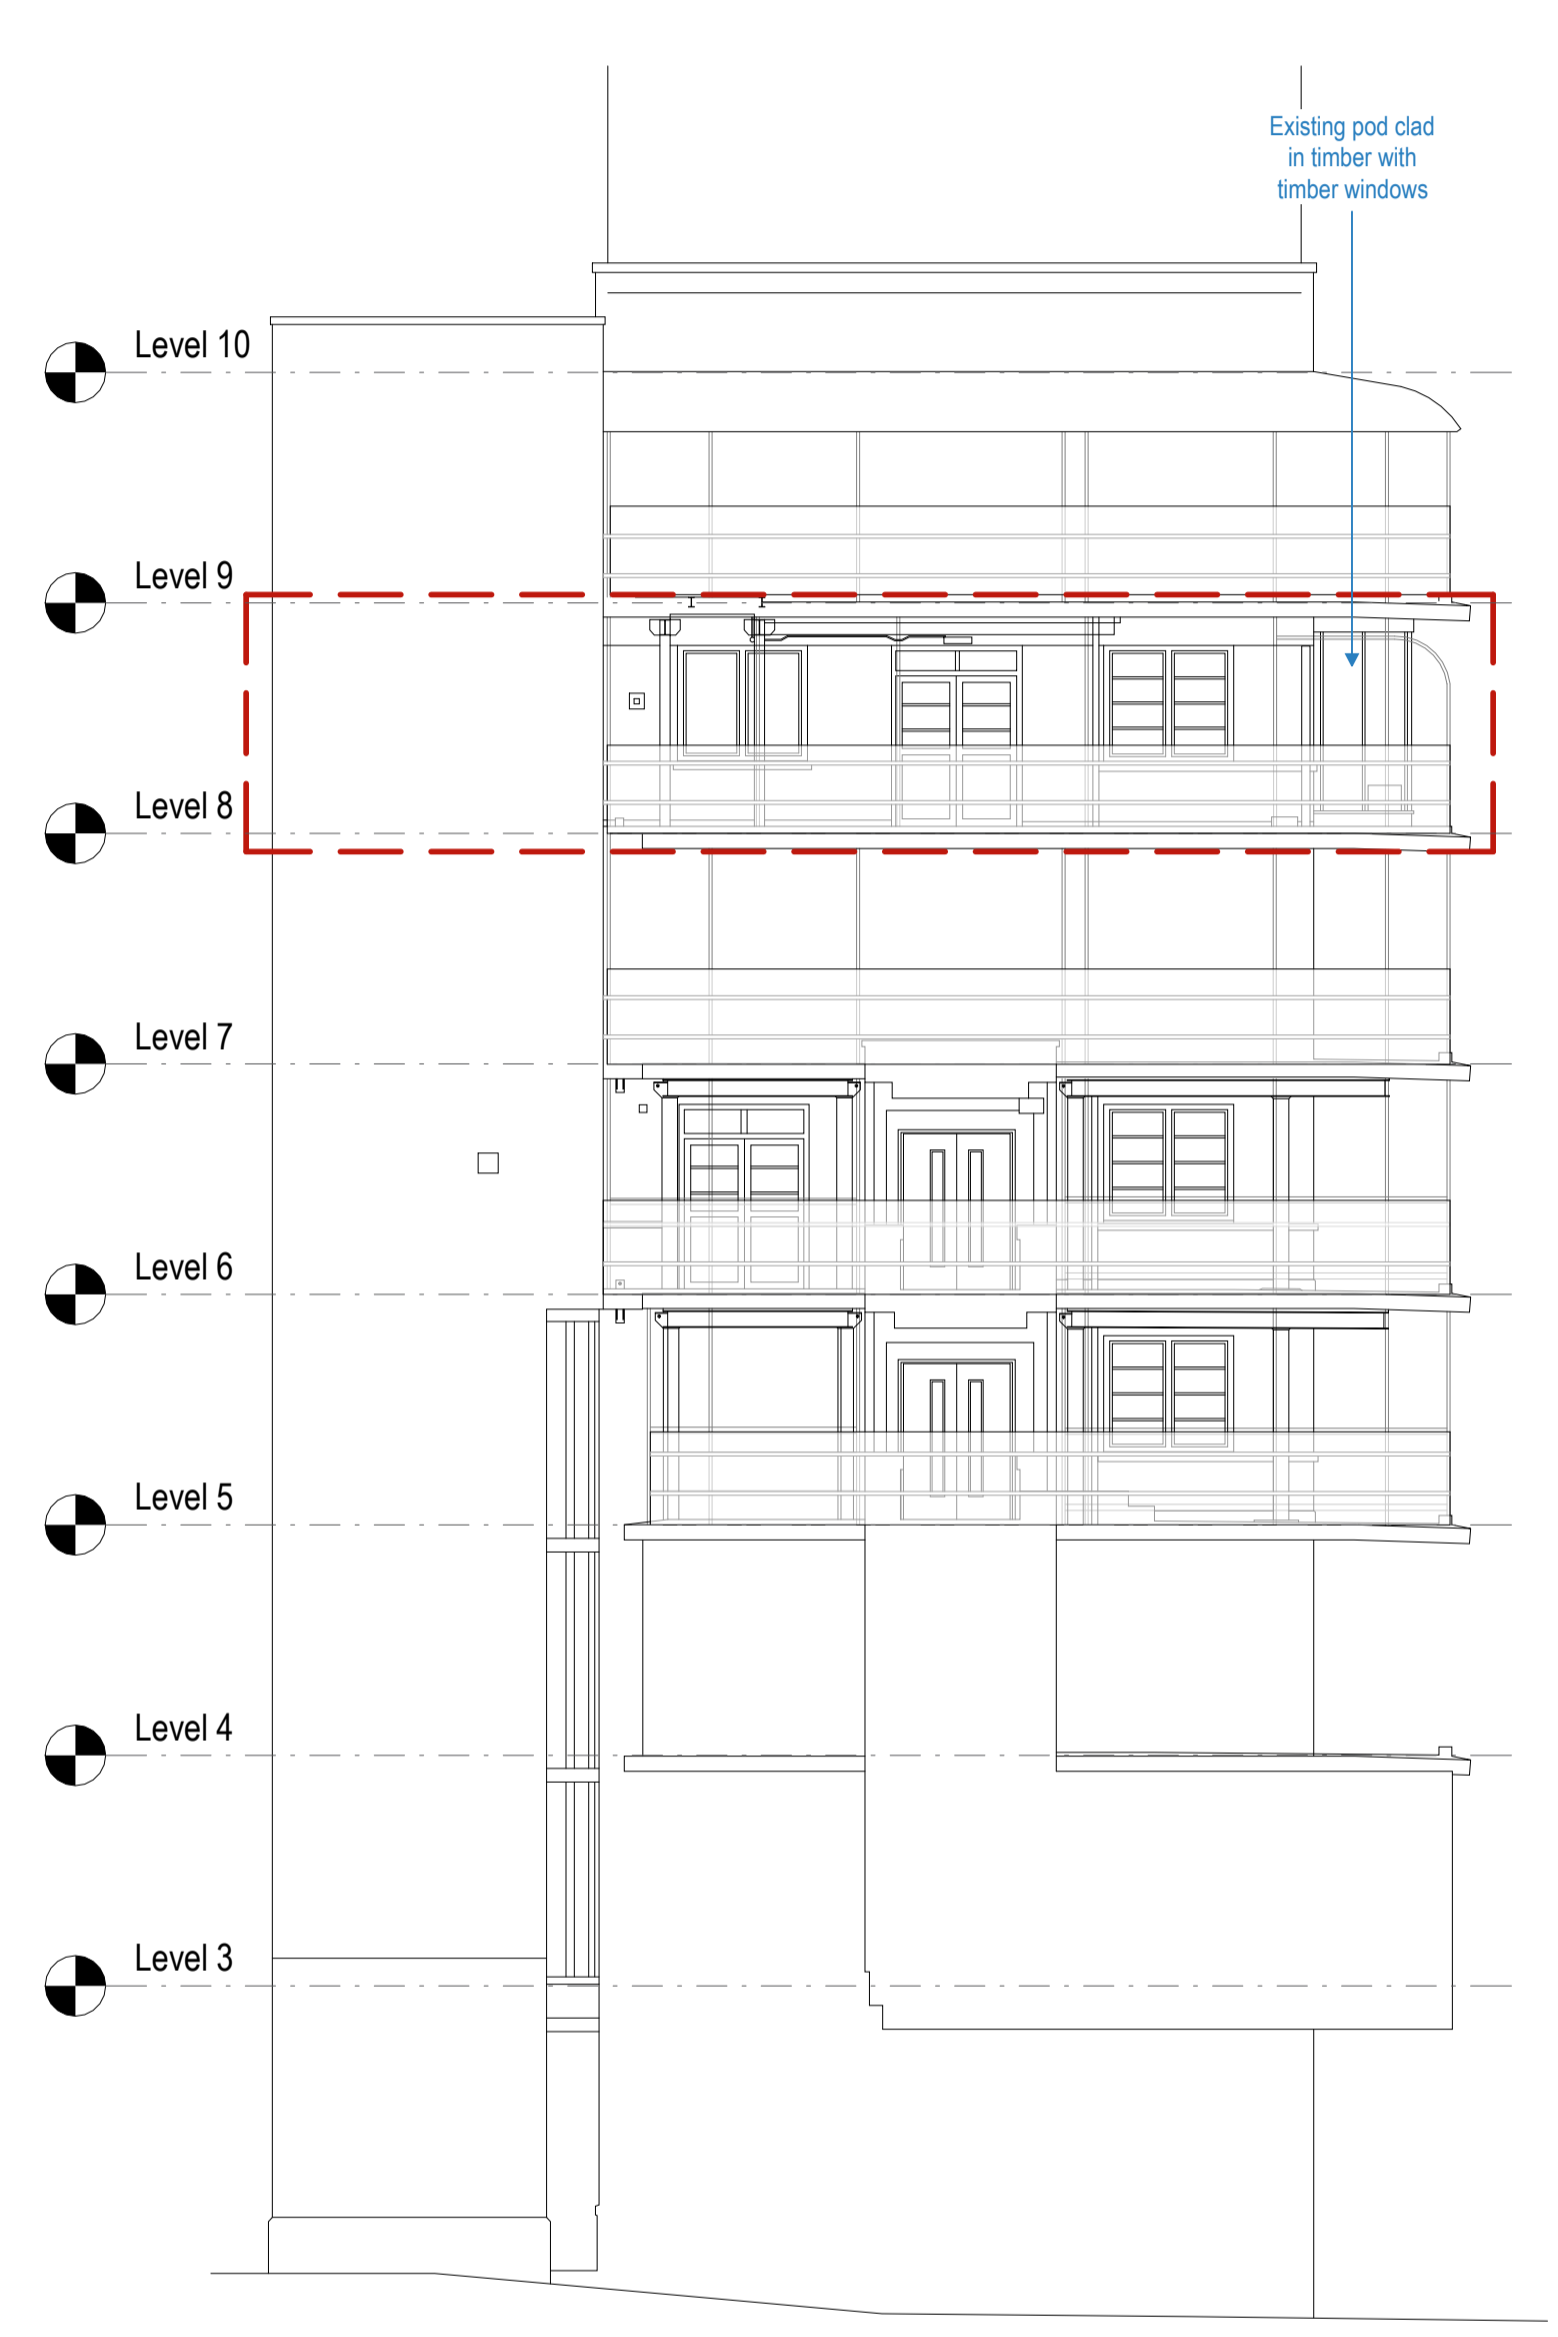 Existing pod clad
in timber with
timber windows
Level 10
Level 9
Level 8
Level 7
Level 6
Level 5
Level 4
Level 3